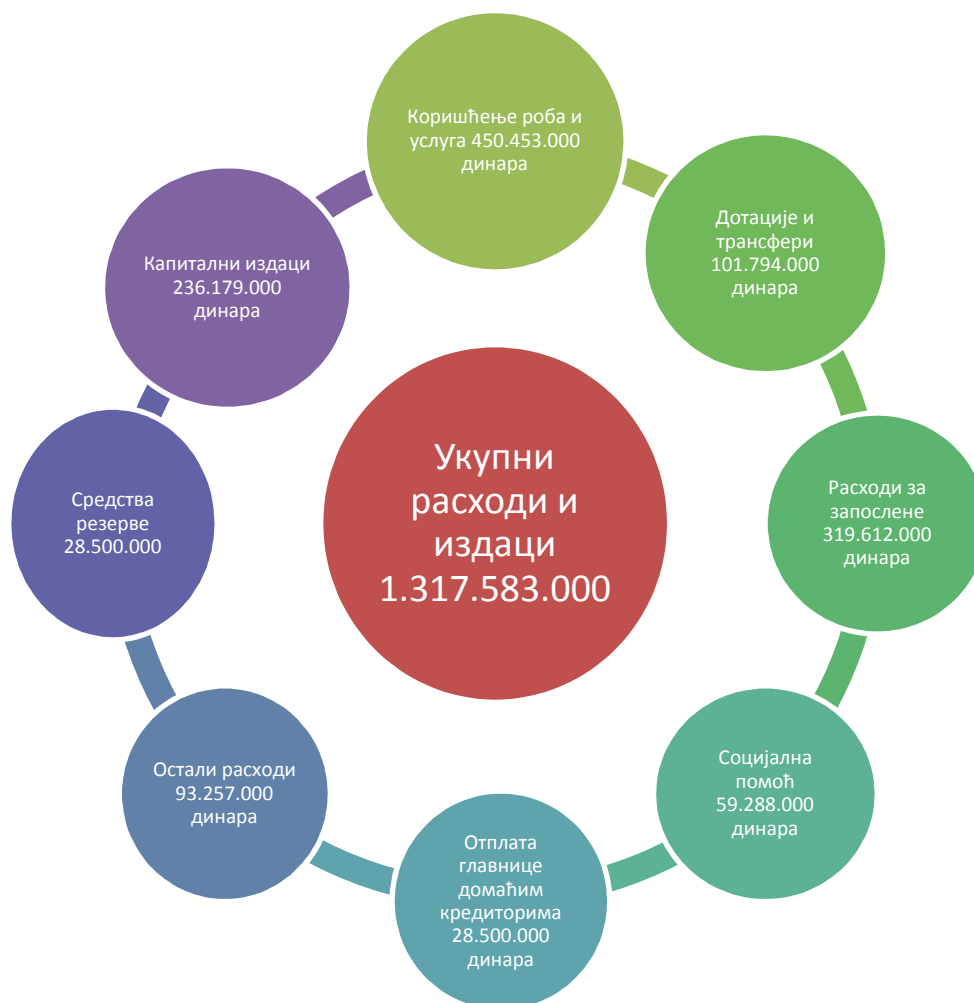 Коришћење роба и
услуга 450.453.000
динара
Дотације и
трансфери
101.794.000
динара
Капитални издаци
236.179.000
динара
Укупни
расходи и
издаци
1.317.583.000
Средства
резерве
28.500.000
Расходи за
запослене
319.612.000
динара
Остали расходи
93.257.000
динара
Социјална
помоћ
59.288.000
динара
Отплата
главнице
домаћим
кредиторима
28.500.000
динара